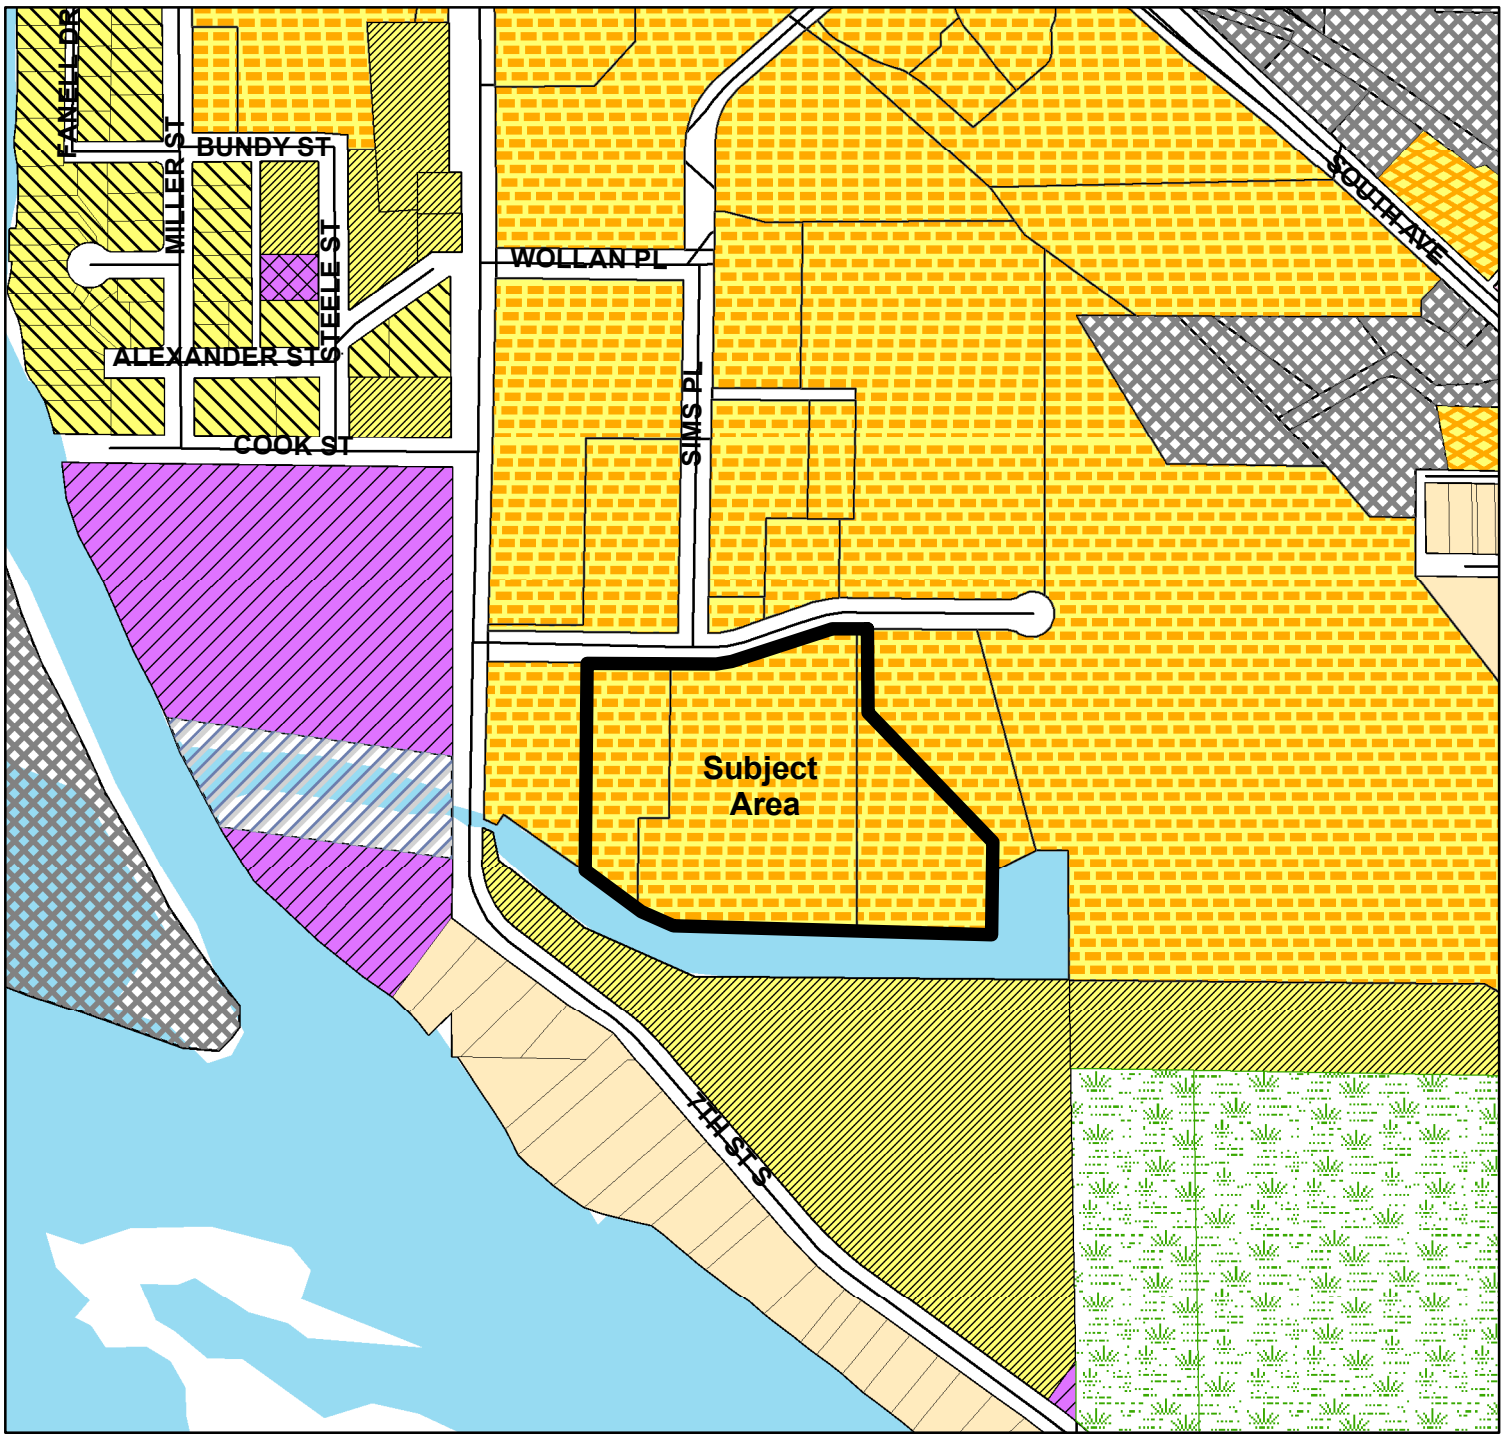 FANELL DR
MILLER ST
BUNDY ST
STEELE ST
SOUTH AVE
WOLLAN PL
ALEXANDER ST
SIMS PL
COOK ST
Subject
Area
7TH ST S